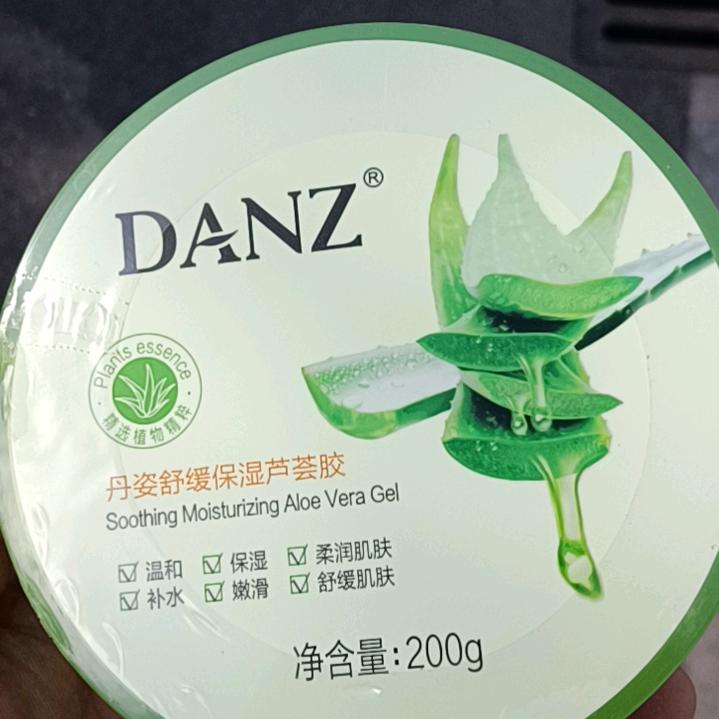 DANZ®
Plants essence
精选植物精粹
丹姿舒缓保湿芦荟胶
Soothing Moisturizing Aloe Vera Gel
☑ 温和 ☑ 保湿 ☑ 柔润肌肤
☑ 补水 ☑ 嫩滑 ☑ 舒缓肌肤
净含量:200g